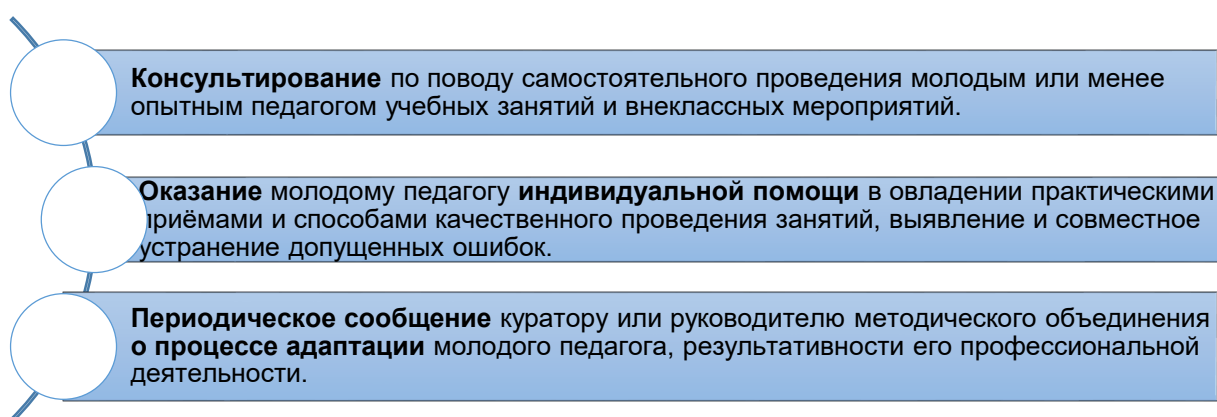 Консультирование по поводу самостоятельного проведения молодым или менее
опытным педагогом учебных занятий и внеклассных мероприятий.
Оказание молодому педагогу индивидуальной помощи в овладении практическими
приёмами и способами качественного проведения занятий, выявление и совместное
устранение допущенных ошибок.
Периодическое сообщение куратору или руководителю методического объединения
о процессе адаптации молодого педагога, результативности его профессиональной
деятельности.